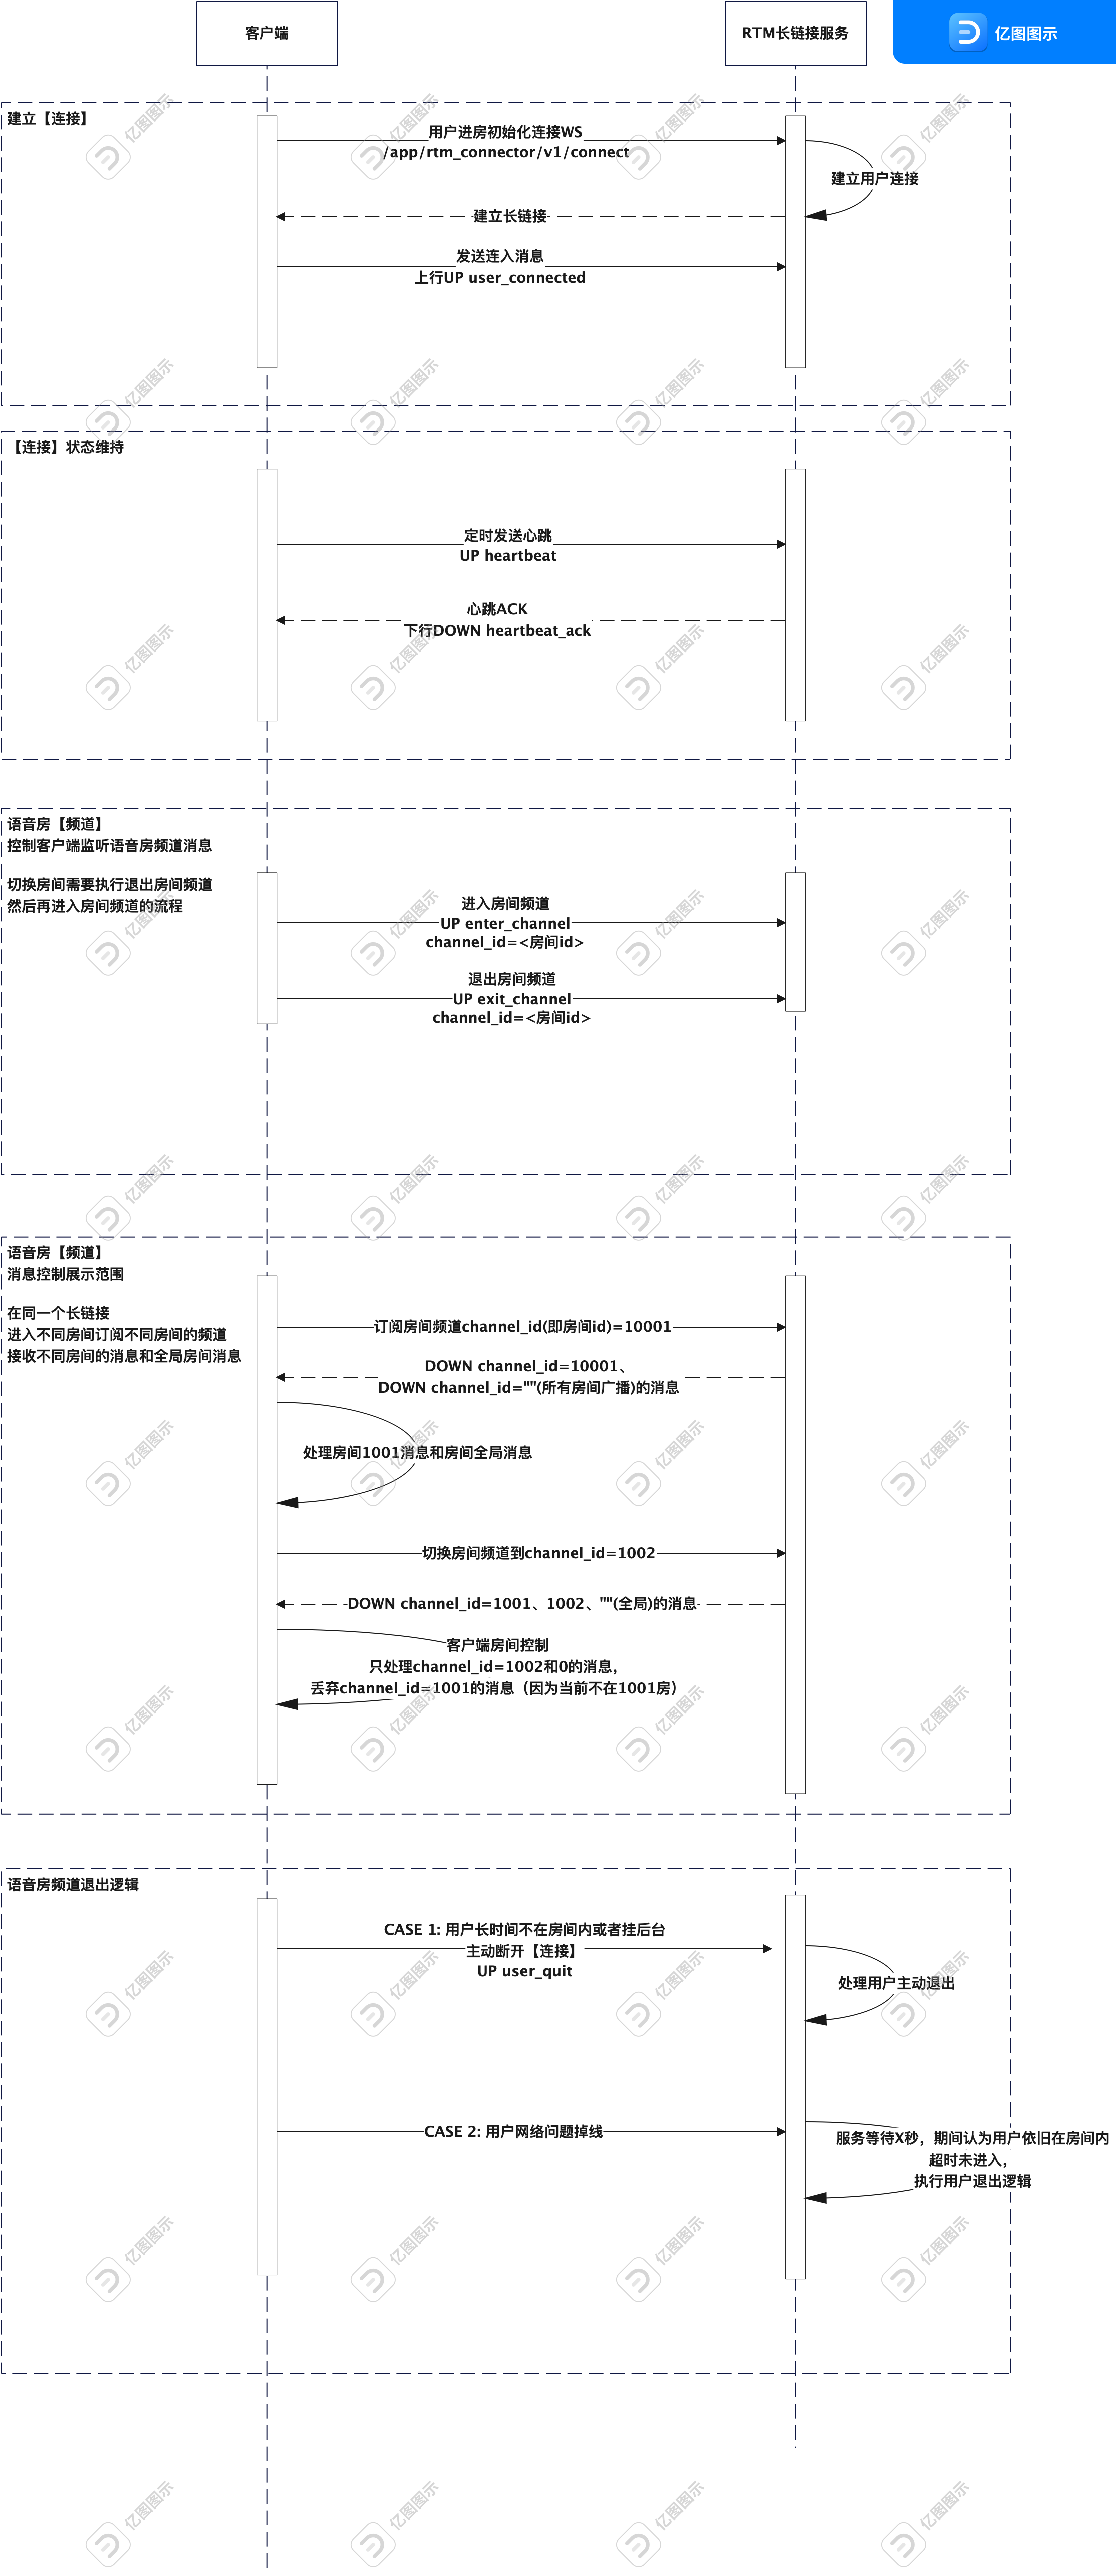 客户端
RTM长链接服务
亿图图示
建立【连接】
用户进房初始化连接WS
/app/rtm_connector/v1/connect
建立用户连接
建立长链接
发送连入消息
上行UP user_connected
【连接】状态维持
定时发送心跳
UP heartbeat
心跳ACK
下行DOWN heartbeat_ack
语音房【频道】
控制客户端监听语音房频道消息
切换房间需要执行退出房间频道
然后再进入房间频道的流程
进入房间频道
UP enter_channel
channel_id=<房间id>
退出房间频道
UP exit_channel
channel_id=<房间id>
语音房【频道】
消息控制展示范围
在同一个长链接
进入不同房间订阅不同房间的频道
接收不同房间的消息和全局房间消息
订阅房间频道channel_id(即房间id)=10001
DOWN channel_id=10001、
DOWN channel_id=""(所有房间广播)的消息
处理房间1001消息和房间全局消息
切换房间频道到channel_id=1002
DOWN channel_id=1001、1002、""(全局)的消息
客户端房间控制
只处理channel_id=1002和0的消息，
丢弃channel_id=1001的消息（因为当前不在1001房）
语音房频道退出逻辑
CASE 1: 用户长时间不在房间内或者挂后台
主动断开【连接】
UP user_quit
处理用户主动退出
CASE 2: 用户网络问题掉线
服务等待X秒，期间认为用户依旧在房间内
超时未进入，
执行用户退出逻辑